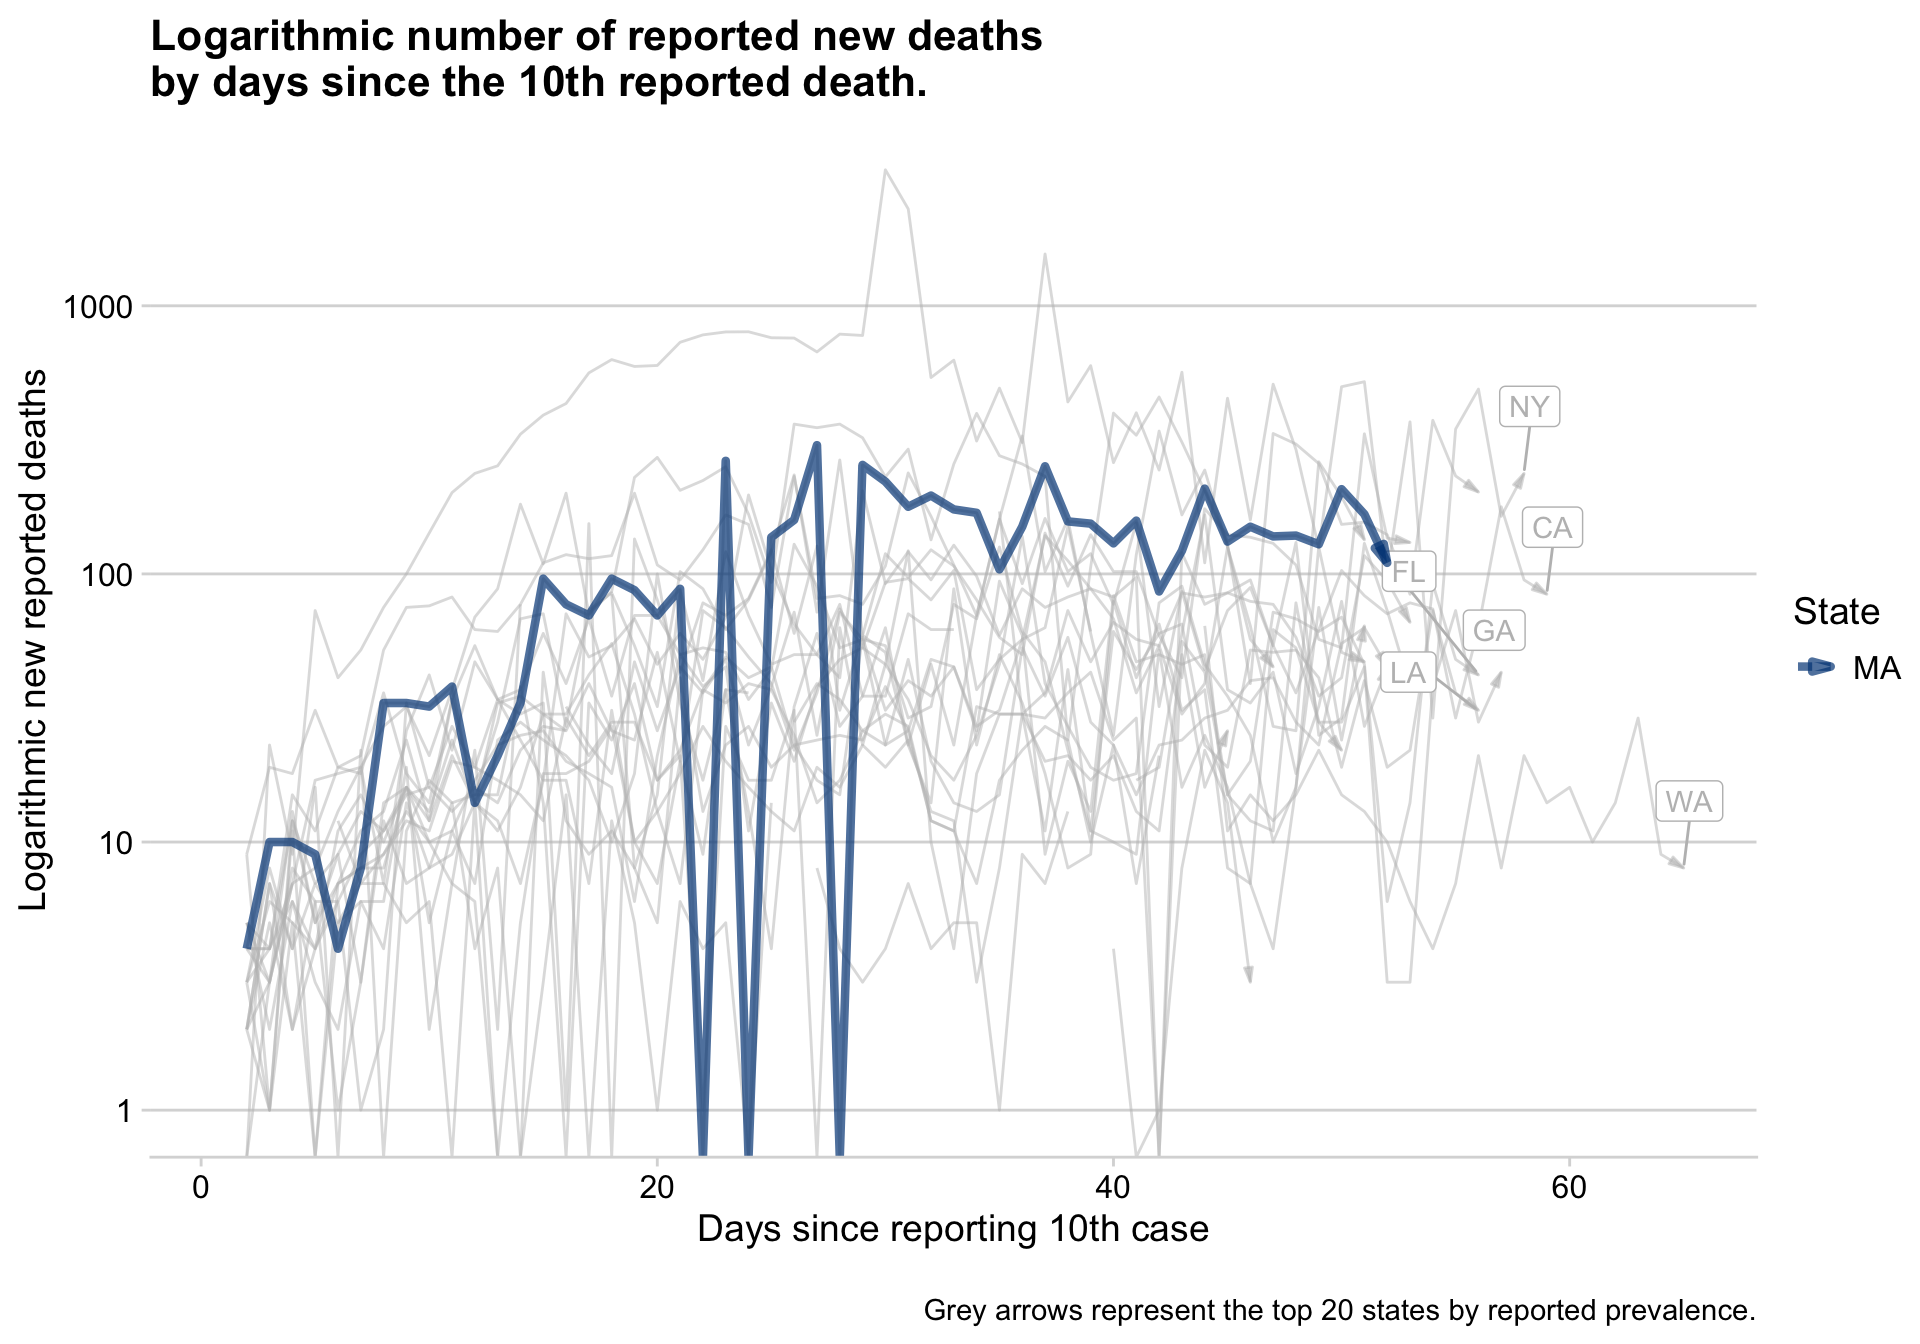 Logarithmic number of reported new deaths
by days since the 10th reported death.
Logarithmic new reported deaths
1000
100
10
1
NY
CA
FL
GA
LA
WA
State
MA
0
20
40
60
Days since reporting 10th case
Grey arrows represent the top 20 states by reported prevalence.